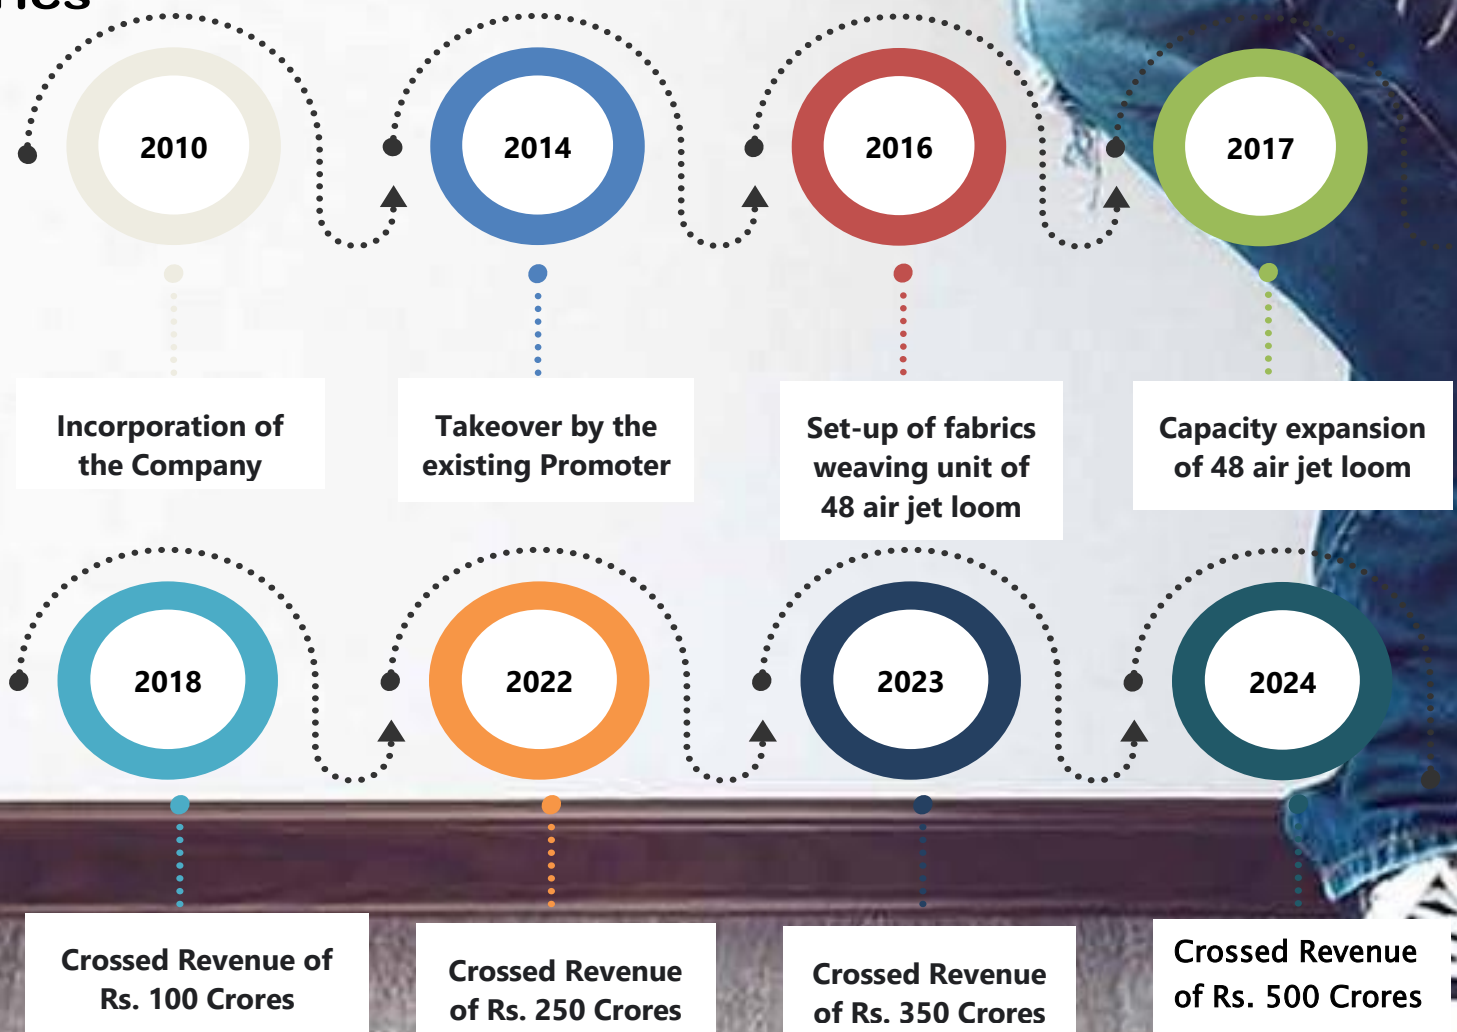 2010
2014
2016
2017
Incorporation of
the Company
Takeover by the
existing Promoter
Set-up of fabrics
weaving unit of
48 air jet loom
Capacity expansion
of 48 air jet loom
2018
2022
2023
2024
Crossed Revenue of
Rs. 100 Crores
Crossed Revenue
of Rs. 250 Crores
Crossed Revenue
of Rs. 350 Crores
Crossed Revenue
of Rs. 500 Crores